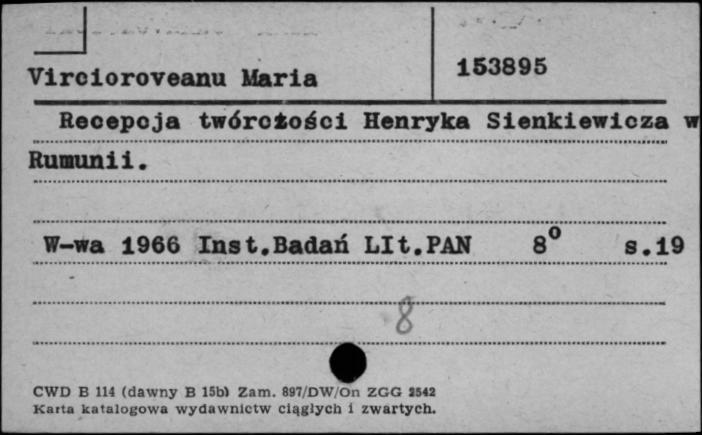 Vircioroveanu Maria 153895
Recepcja twórczości Henryka Sienkiewicza w
Rumunii.
W-wa 1966 Inst.Badań LIt.PAN 8° s.19
8
CWD B 114 (dawny B 15b) Zam. 897/DW/On ZGG 2542
Karta katalogowa wydawnictw ciągłych i zwartych.